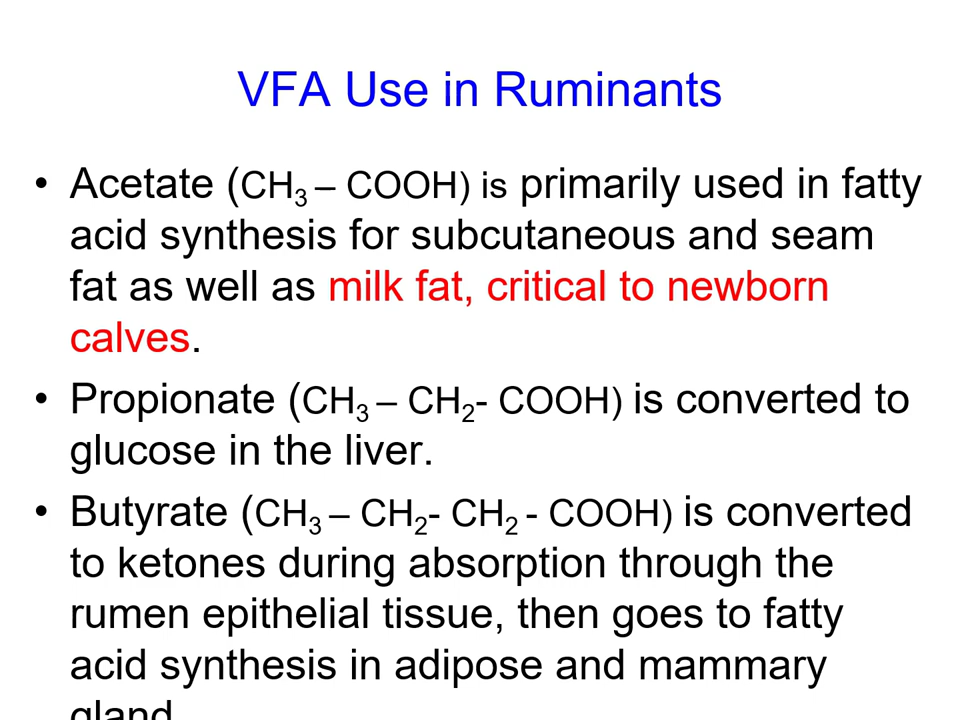 VFA Use in Ruminants
• Acetate (CH₃ – COOH) is primarily used in fatty
acid synthesis for subcutaneous and seam
fat as well as milk fat, critical to newborn
calves.
• Propionate (CH₃ – CH₂- COOH) is converted to
glucose in the liver.
• Butyrate (CH₃ – CH₂- CH₂ - COOH) is converted
to ketones during absorption through the
rumen epithelial tissue, then goes to fatty
acid synthesis in adipose and mammary
gland